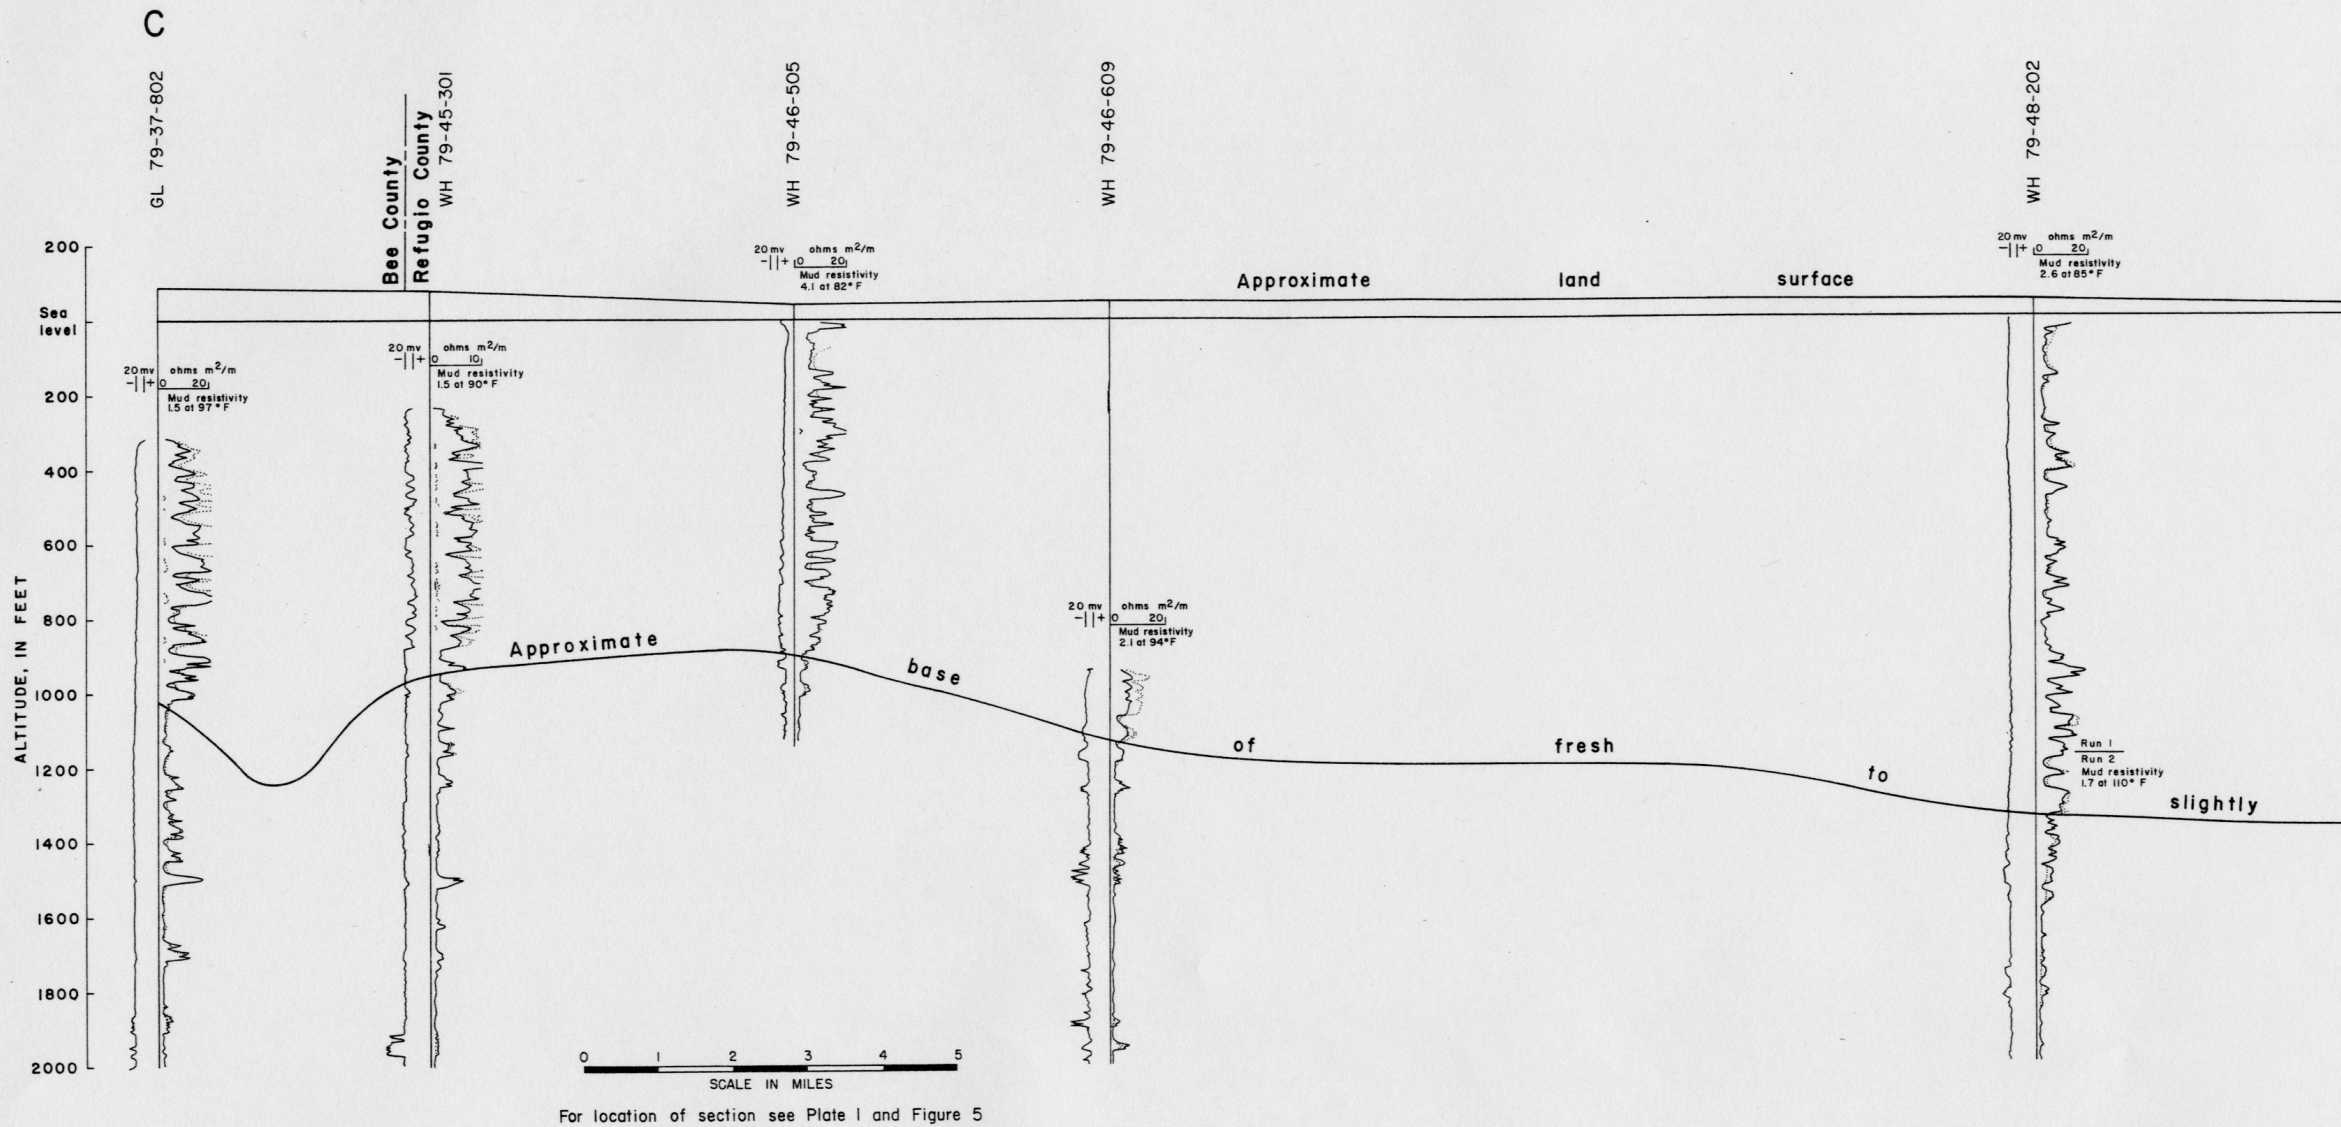 C
GL 79-37-802
Bee County
Refugio County
WH 79-45-301
WH 79-46-505
WH 79-46-609
WH 79-48-202
200
Sea
level
200
400
600
800
1000
1200
1400
1600
1800
2000
ALTITUDE, IN FEET
20 mv ohms m²/m
-||+ 0 20
Mud resistivity
1.5 at 97° F
20 mv ohms m²/m
-||+ 0 10
Mud resistivity
1.5 at 90° F
20 mv ohms m²/m
-||+ 0 20
Mud resistivity
4.1 at 82° F
20 mv ohms m²/m
-||+ 0 20
Mud resistivity
2.1 at 94° F
20 mv ohms m²/m
-||+ 0 20
Mud resistivity
2.6 at 85° F
Approximate land surface
Approximate base of fresh to slightly
Run 1
Run 2
Mud resistivity
1.7 at 110° F
0 1 2 3 4 5
SCALE IN MILES
For location of section see Plate 1 and Figure 5